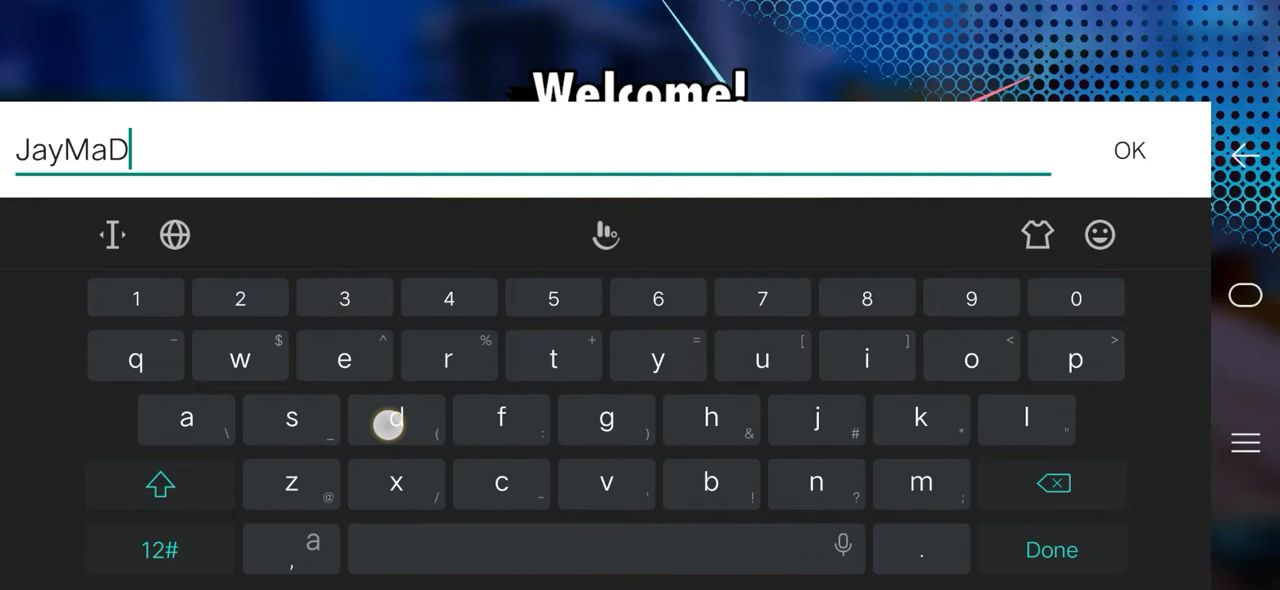 Welcome!
JayMaD
OK
1 2 3 4 5 6 7 8 9 0
~ $ ^ % + = [ ] < >
q w e r t y u i o p
a s d f g h j k l
\ _ ( : ) & # * "
z x c v b n m
@ / - ' ! ? ;
12# a , . Done